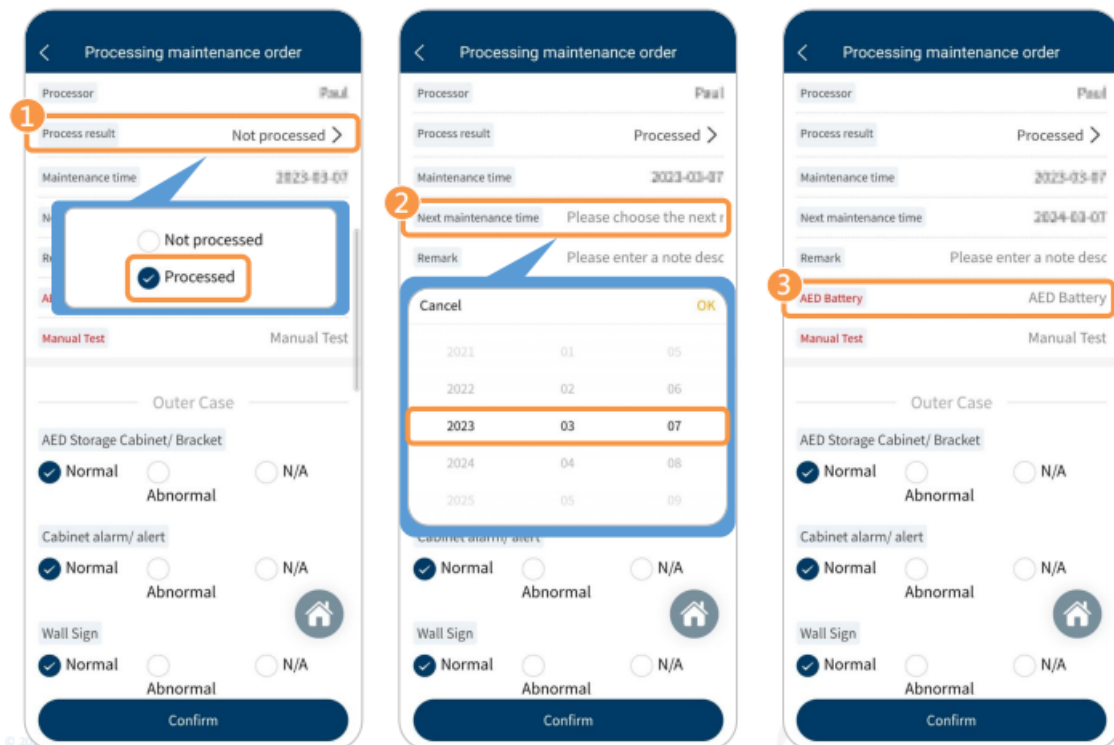 Processing maintenance order
Processor Paul
1
Process result Not processed
Maintenance time 2023-03-07
Not processed
Processed
Manual Test Manual Test
Outer Case
AED Storage Cabinet/ Bracket
Normal Abnormal N/A
Cabinet alarm/ alert
Normal Abnormal N/A
Wall Sign
Normal Abnormal N/A
Confirm
Processing maintenance order
Processor Paul
Process result Processed
Maintenance time 2023-03-07
2
Next maintenance time Please choose the next r
Remark Please enter a note desc
Cancel OK
2021 01 05
2022 02 06
2023 03 07
2024 04 08
2025 05 09
Cabinet alarm/ alert
Normal Abnormal N/A
Wall Sign
Normal Abnormal N/A
Confirm
Processing maintenance order
Processor Paul
Process result Processed
Maintenance time 2023-03-07
Next maintenance time 2024-03-07
Remark Please enter a note desc
3
AED Battery AED Battery
Manual Test Manual Test
Outer Case
AED Storage Cabinet/ Bracket
Normal Abnormal N/A
Cabinet alarm/ alert
Normal Abnormal N/A
Wall Sign
Normal Abnormal N/A
Confirm